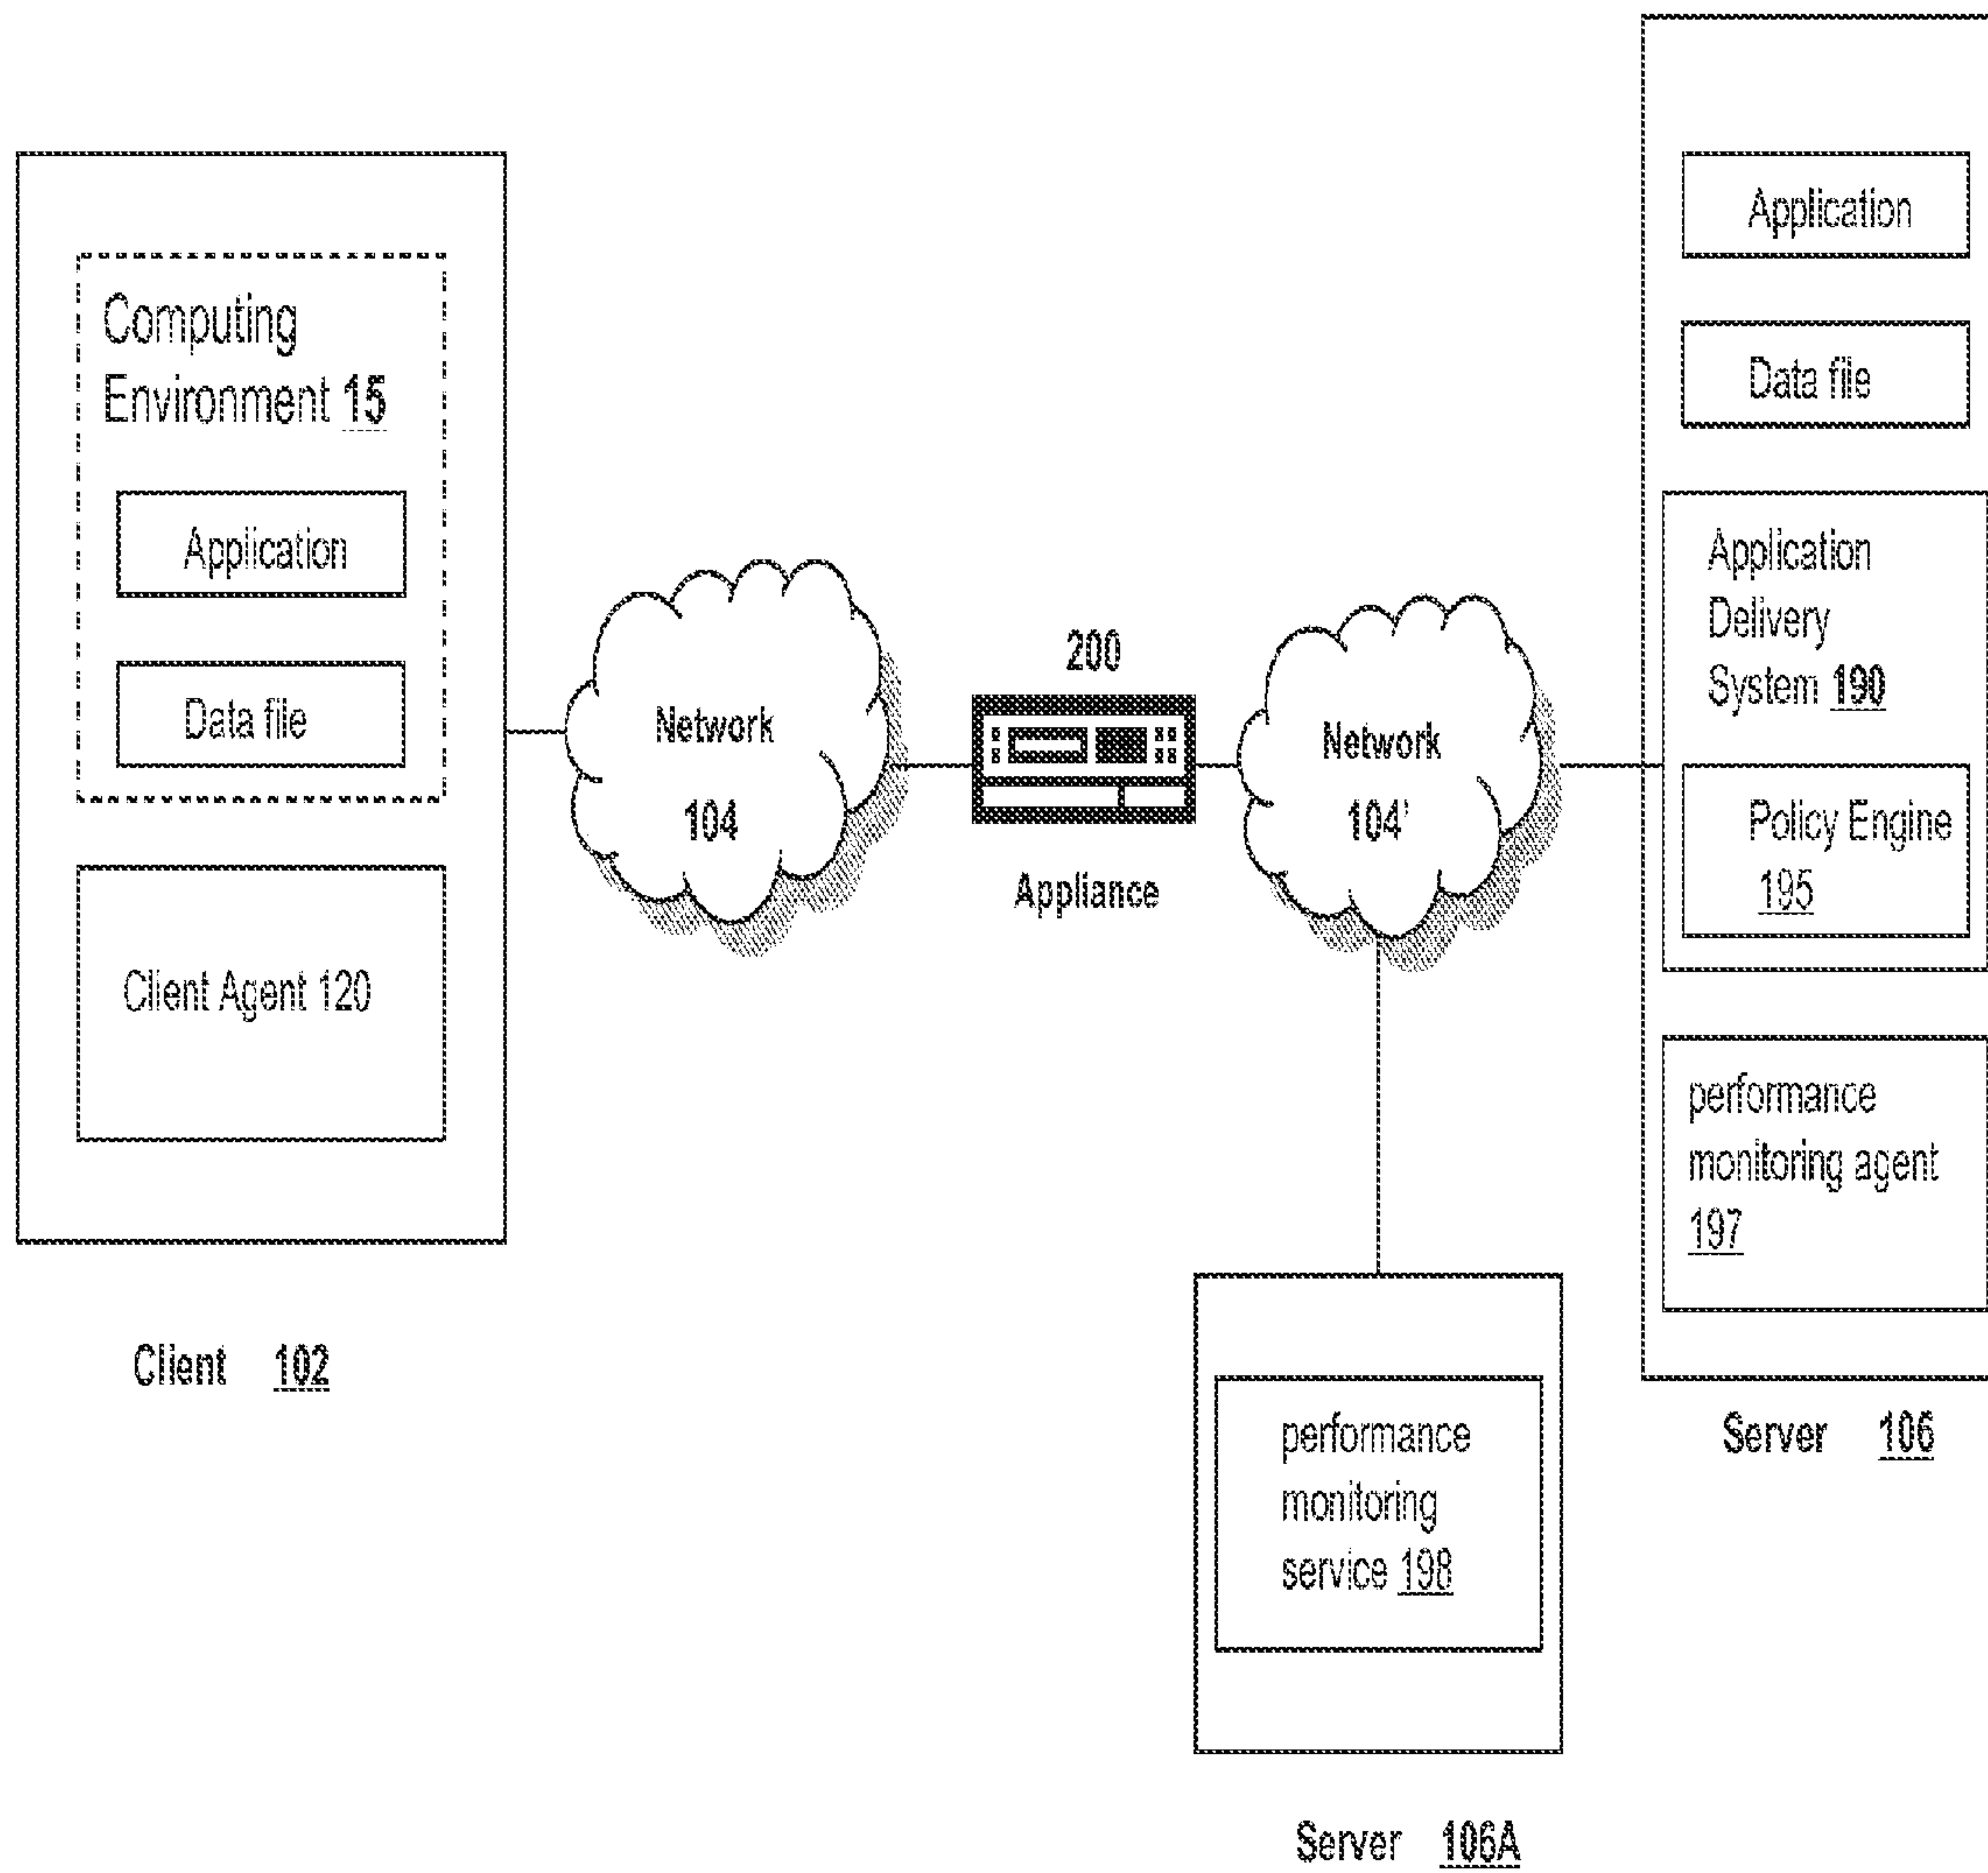 Computing
Environment 15
Application
Data file
Client Agent 120
Client 102
Network
104
200
Appliance
Network
104'
performance
monitoring
service 198
Server 106A
Application
Data file
Application
Delivery
System 190
Policy Engine
195
performance
monitoring agent
197
Server 106